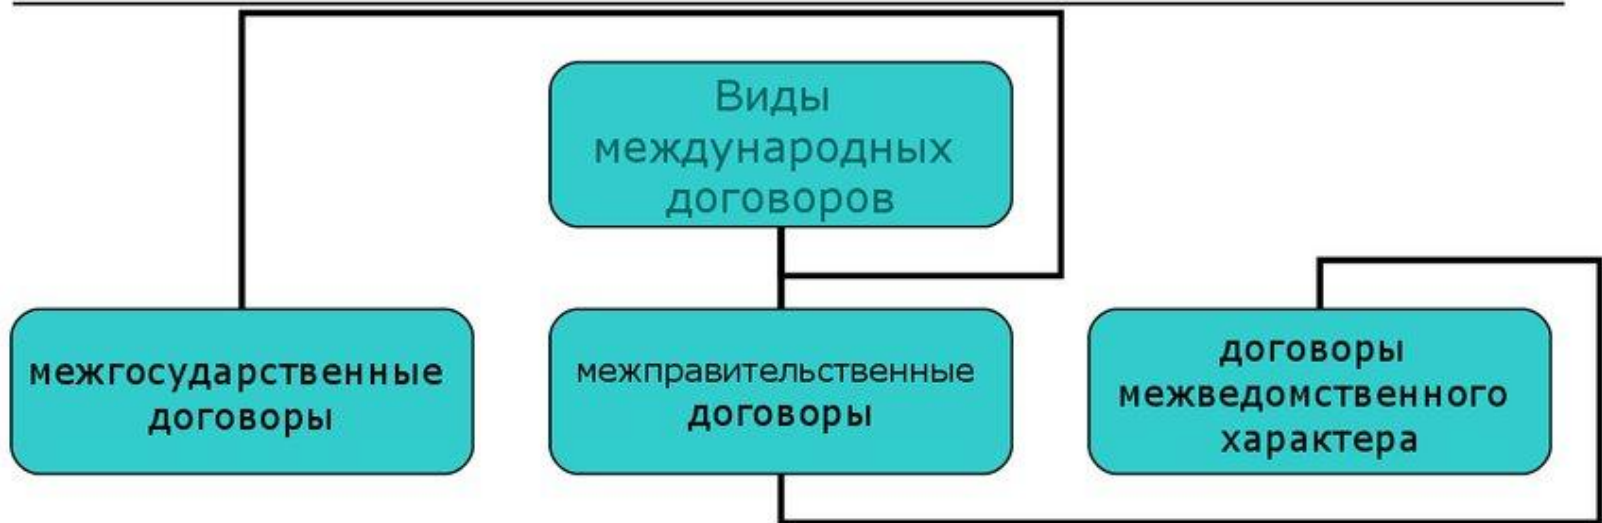 Виды
международных
договоров
межгосударственные
договоры
межправительственные
договоры
договоры
межведомственного
характера